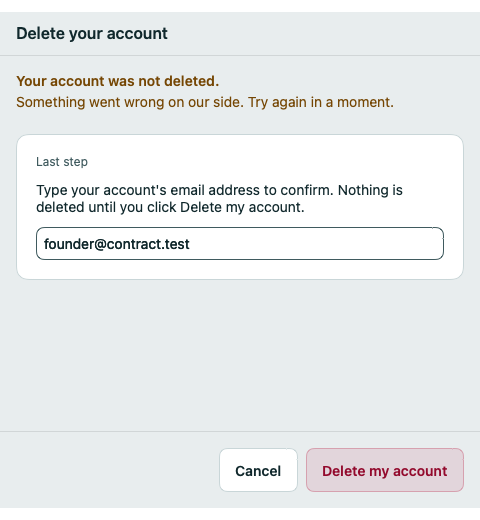 Delete your account
Your account was not deleted.
Something went wrong on our side. Try again in a moment.
Last step
Type your account's email address to confirm. Nothing is
deleted until you click Delete my account.
founder@contract.test
Cancel
Delete my account